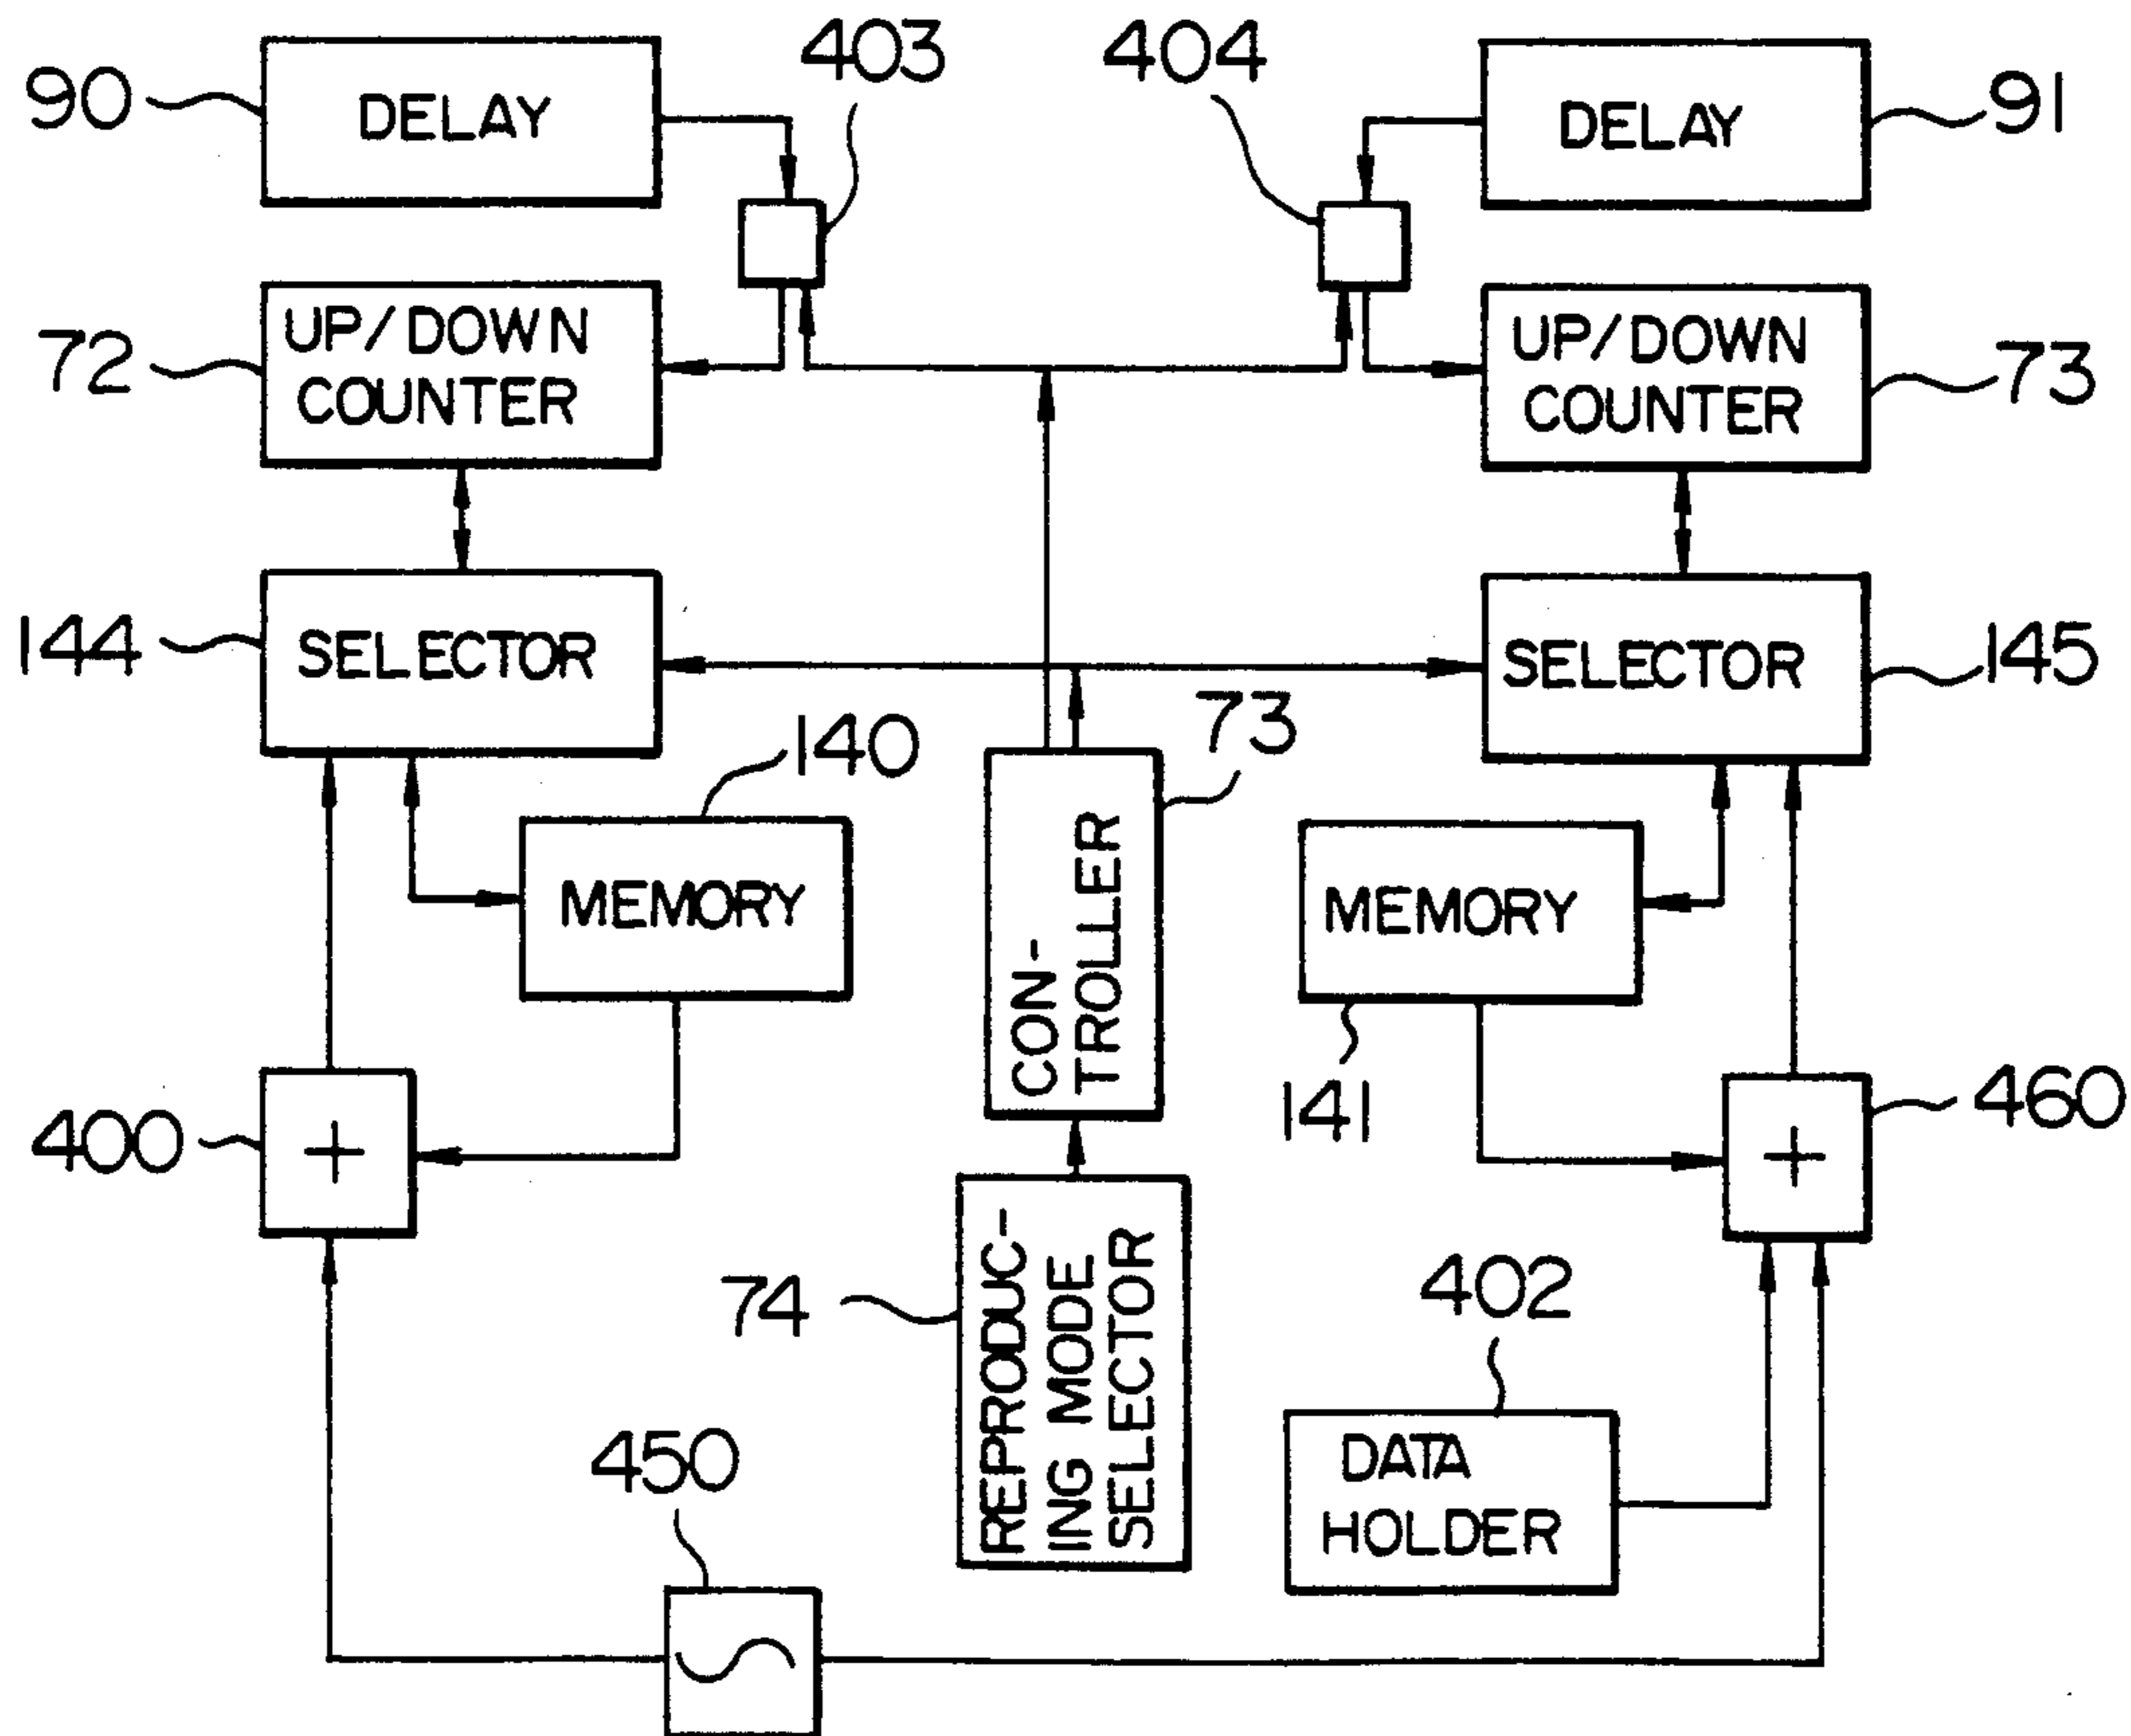 403
404
90
DELAY
DELAY
91
72
UP/DOWN
COUNTER
UP/DOWN
COUNTER
73
144
SELECTOR
SELECTOR
145
140
73
MEMORY
CON-
TROLLER
MEMORY
141
400
+
+
460
74
REPRODUC-
ING MODE
SELECTOR
402
DATA
HOLDER
450